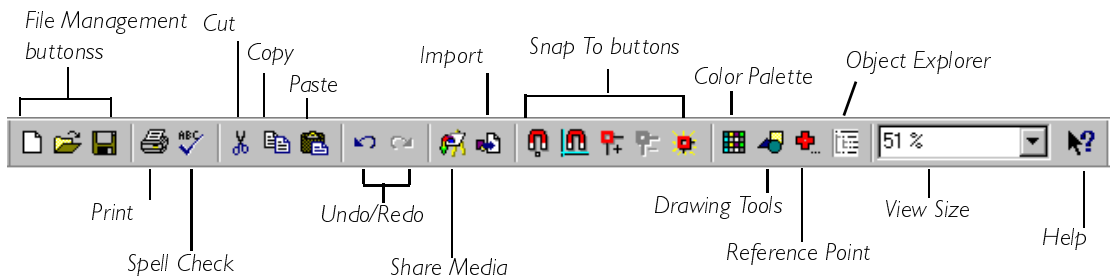 File Management
buttonss
Cut
Copy
Paste
Import
Snap To buttons
Color Palette
Object Explorer
ABC
51 %
?
Print
Spell Check
Undo/Redo
Share Media
Drawing Tools
Reference Point
View Size
Help